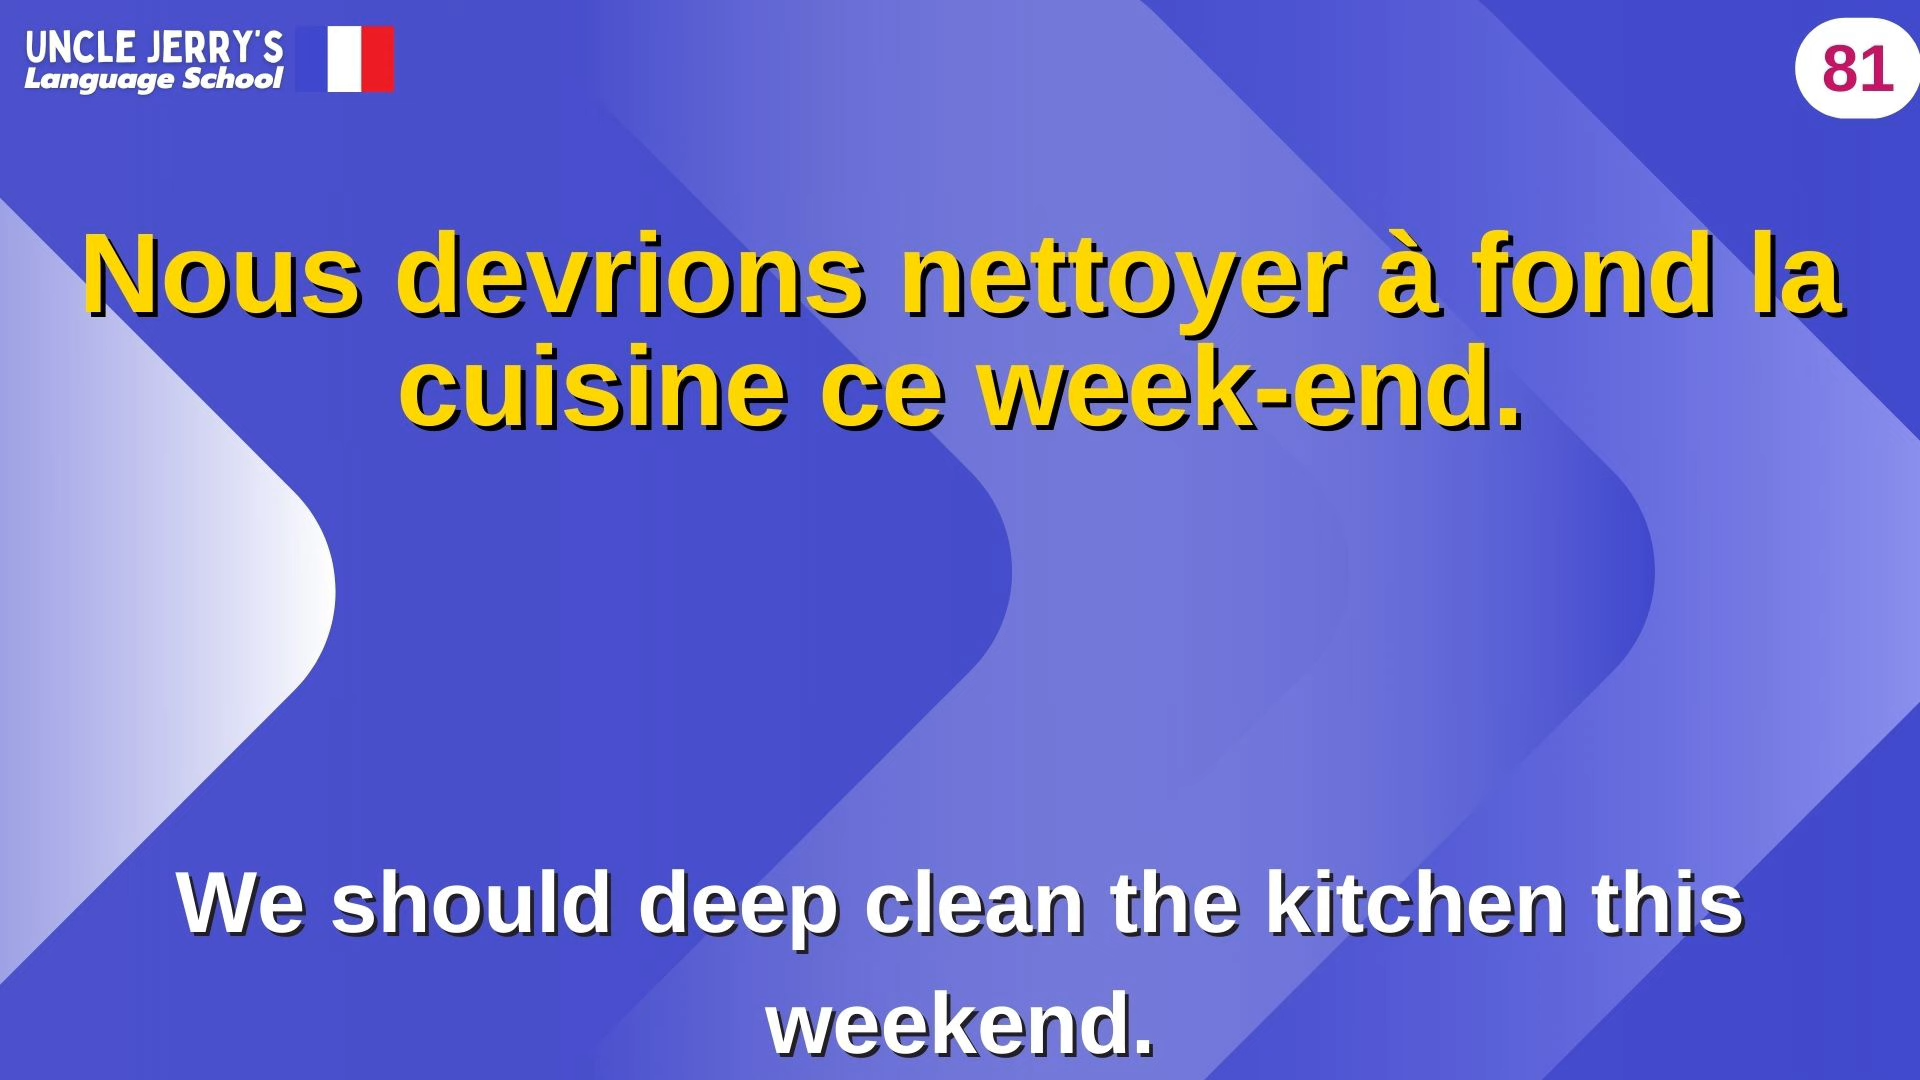 UNCLE JERRY'S
Language School
81
Nous devrions nettoyer à fond la
cuisine ce week-end.
We should deep clean the kitchen this
weekend.